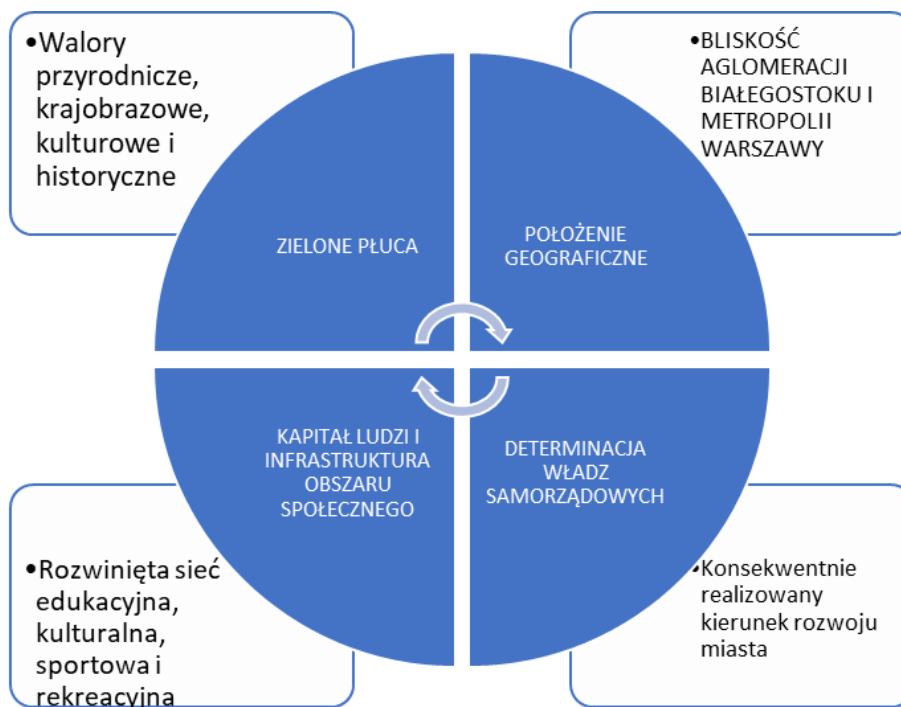 •Walory
przyrodnicze,
krajobrazowe,
kulturowe i
historyczne
•BLISKOŚĆ
AGLOMERACJI
BIAŁEGOSTOKU I
METROPOLII
WARSZAWY
ZIELONE PŁUCA
POŁOŻENIE
GEOGRAFICZNE
KAPITAŁ LUDZI I
INFRASTRUKTURA
OBSZARU
SPOŁECZNEGO
DETERMINACJA
WŁADZ
SAMORZĄDOWYCH
•Rozwinięta sieć
edukacyjna,
kulturalna,
sportowa i
rekreacyjna
•Konsekwentnie
realizowany
kierunek rozwoju
miasta